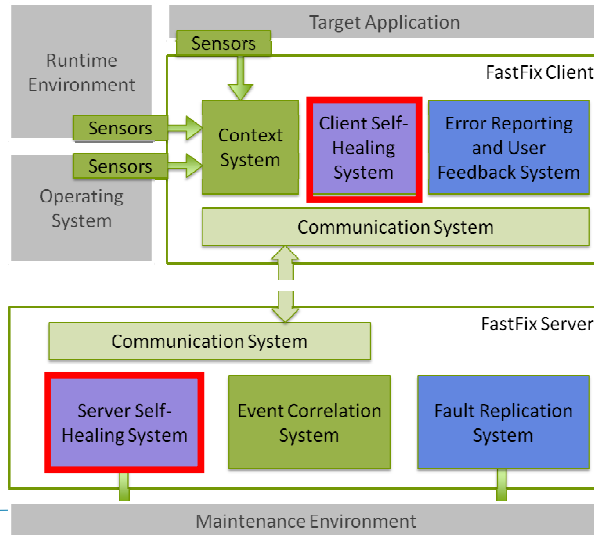 Target Application
Sensors
Runtime
Environment
FastFix Client
Sensors
Context
System
Client Self-
Healing
System
Error Reporting
and User
Feedback System
Sensors
Operating
System
Communication System
FastFix Server
Communication System
Server Self-
Healing System
Event Correlation
System
Fault Replication
System
Maintenance Environment